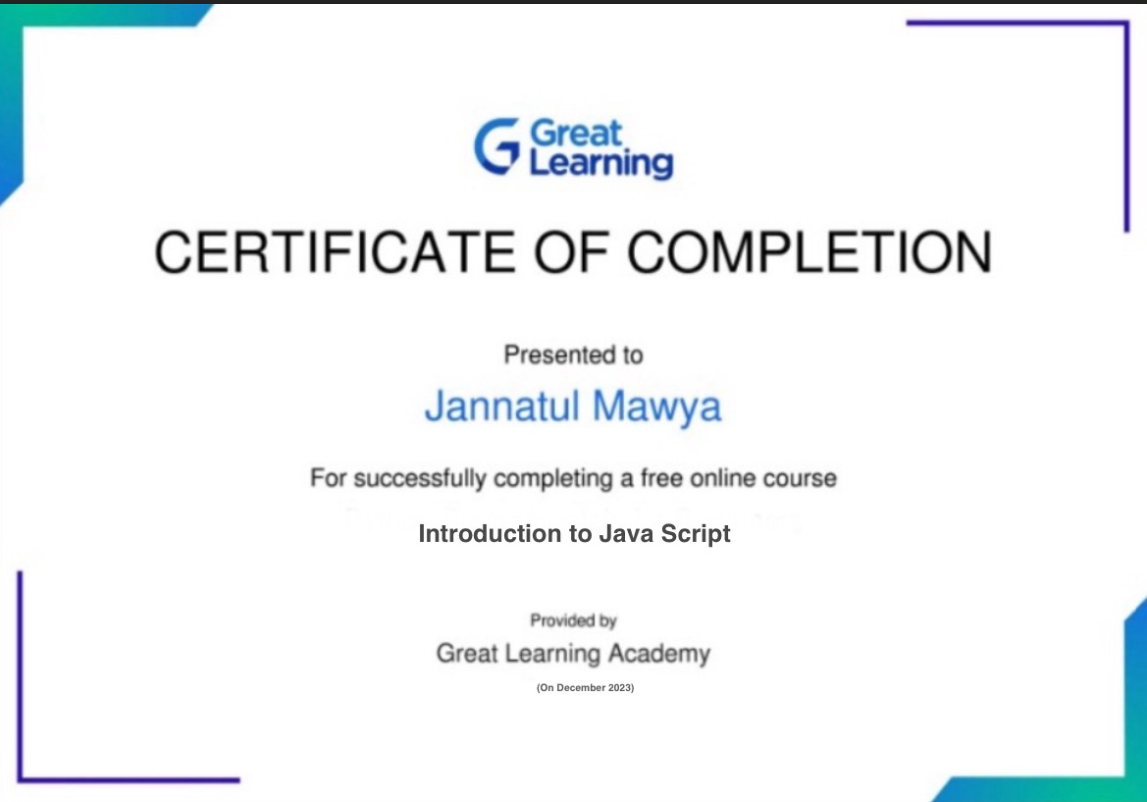 Great
Learning
CERTIFICATE OF COMPLETION
Presented to
Jannatul Mawya
For successfully completing a free online course
Introduction to Java Script
Provided by
Great Learning Academy
(On December 2023)